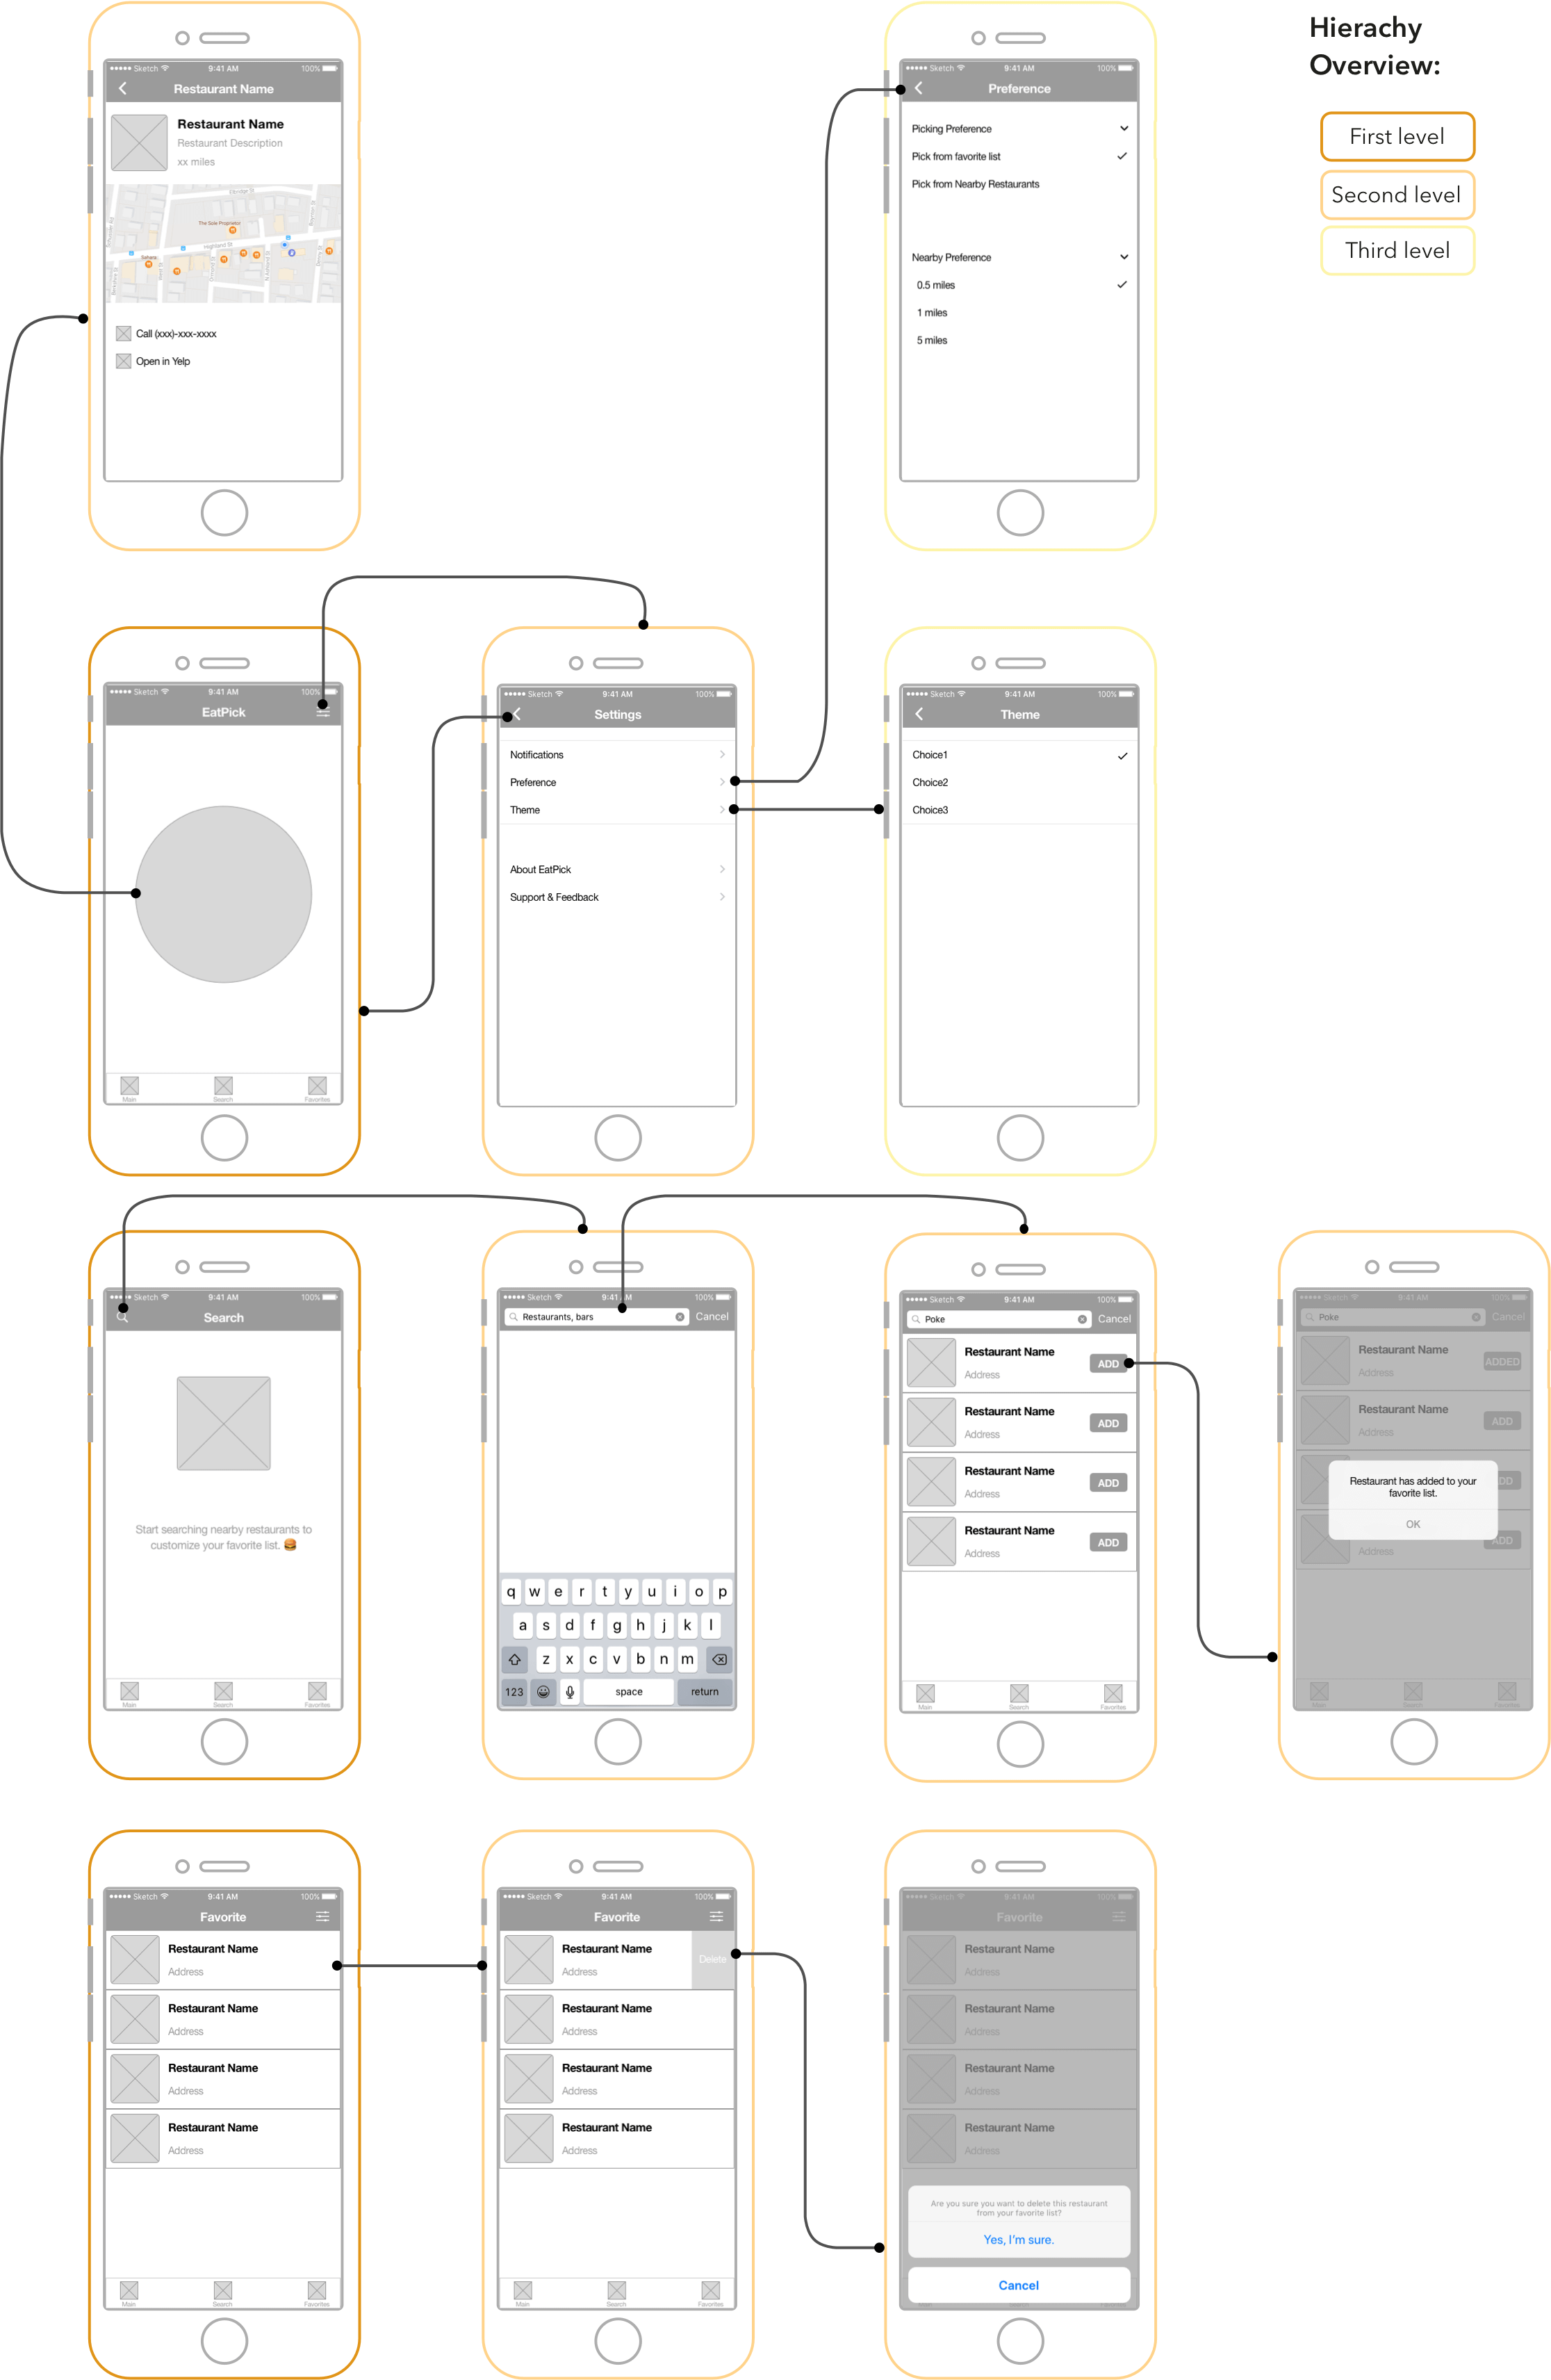 Hierachy
Overview:
First level
Second level
Third level
Sketch 9:41 AM 100%
Restaurant Name
Restaurant Name
Restaurant Description
xx miles
Elbridge St
The Sole Proprietor
Highland St
Sahara
Call (xxx)-xxx-xxxx
Open in Yelp
Sketch 9:41 AM 100%
Preference
Picking Preference
Pick from favorite list
Pick from Nearby Restaurants
Nearby Preference
0.5 miles
1 miles
5 miles
Sketch 9:41 AM 100%
EatPick
Main Search Favorites
Sketch 9:41 AM 100%
Settings
Notifications
Preference
Theme
About EatPick
Support & Feedback
Sketch 9:41 AM 100%
Theme
Choice1
Choice2
Choice3
Sketch 9:41 AM 100%
Search
Start searching nearby restaurants to
customize your favorite list. 🍔
Main Search Favorites
Sketch 9:41 AM 100%
Restaurants, bars Cancel
q w e r t y u i o p
a s d f g h j k l
z x c v b n m
123 space return
Sketch 9:41 AM 100%
Poke Cancel
Restaurant Name
Address
ADD
Restaurant Name
Address
ADD
Restaurant Name
Address
ADD
Restaurant Name
Address
ADD
Main Search Favorites
Sketch 9:41 AM 100%
Poke Cancel
Restaurant Name
Address
ADDED
Restaurant Name
Address
ADD
Restaurant has added to your
favorite list.
OK
ADD
Address
ADD
Main Search Favorites
Sketch 9:41 AM 100%
Favorite
Restaurant Name
Address
Restaurant Name
Address
Restaurant Name
Address
Restaurant Name
Address
Main Search Favorites
Sketch 9:41 AM 100%
Favorite
Restaurant Name
Address
Delete
Restaurant Name
Address
Restaurant Name
Address
Restaurant Name
Address
Main Search Favorites
Sketch 9:41 AM 100%
Favorite
Restaurant Name
Address
Restaurant Name
Address
Restaurant Name
Address
Restaurant Name
Address
Are you sure you want to delete this restaurant
from your favorite list?
Yes, I'm sure.
Cancel